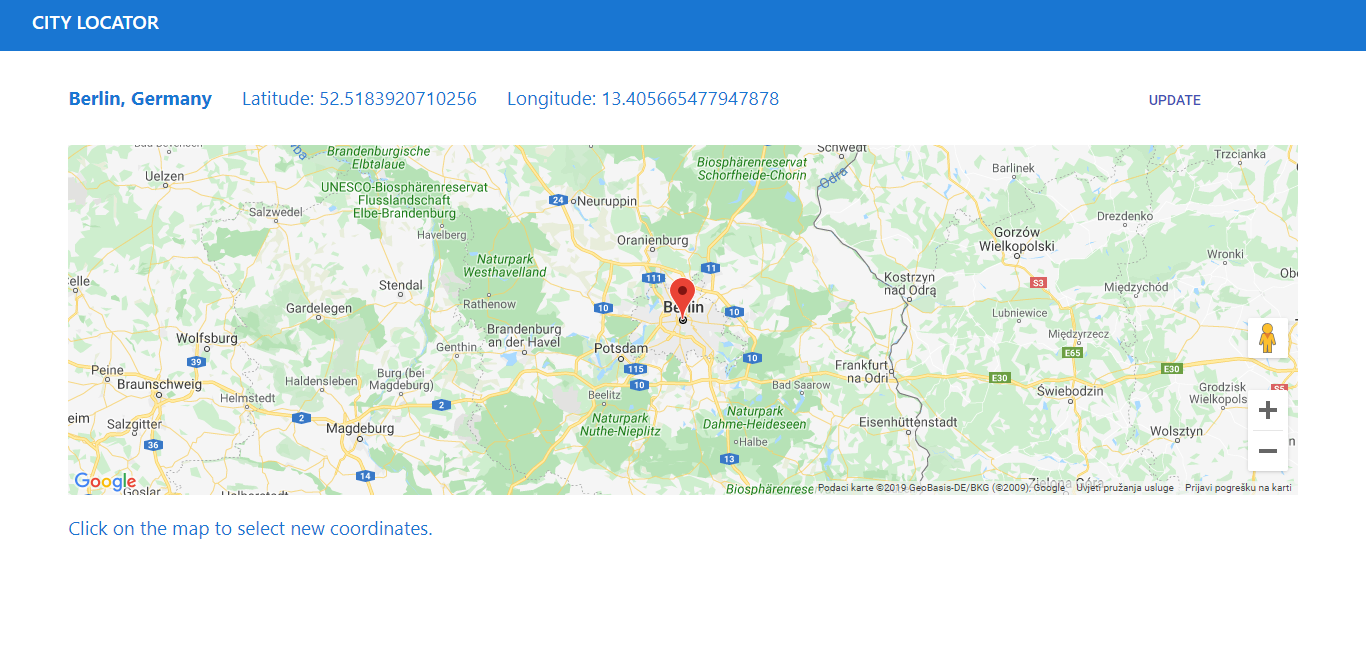 CITY LOCATOR
Berlin, Germany Latitude: 52.5183920710256 Longitude: 13.405665477947878 UPDATE
Brandenburgische
Elbtalaue
Schwedt
Biosphärenreservat
Schorfheide-Chorin
Trzcianka
Barlinek
Uelzen
Odra
UNESCO-Biosphärenreservat
Flusslandschaft
Elbe-Brandenburg
24
Neuruppin
Salzwedel
Drezdenko
Havelberg
Gorzów
Wielkopolski
Oranienburg
Wronki
Naturpark
Westhavelland
11
111
Kostrzyn
nad Odrą
S3
Stendal
Międzychód
Rathenow
Gardelegen
10
Berlin
10
Lubniewice
Brandenburg
an der Havel
Wolfsburg
Międzyrzecz
Genthin
Potsdam
E65
39
10
Peine
115
Frankfurt
na Odri
E30
Burg (bei
Magdeburg)
Haldensleben
E30
Braunschweig
10
Bad Saarow
Świebodzin
Grodzisk
S5
Helmstedt
Beelitz
2
2
Naturpark
Nuthe-Nieplitz
Naturpark
Dahme-Heideseen
Salzgitter
Magdeburg
Eisenhüttenstadt
Wolsztyn
Halbe
36
13
14
Google
Goslar
Halberstadt
Zielona Góra
Podaci karte ©2019 GeoBasis-DE/BKG (©2009), Google Uvjeti pružanja usluge Prijavi pogrešku na karti
Click on the map to select new coordinates.